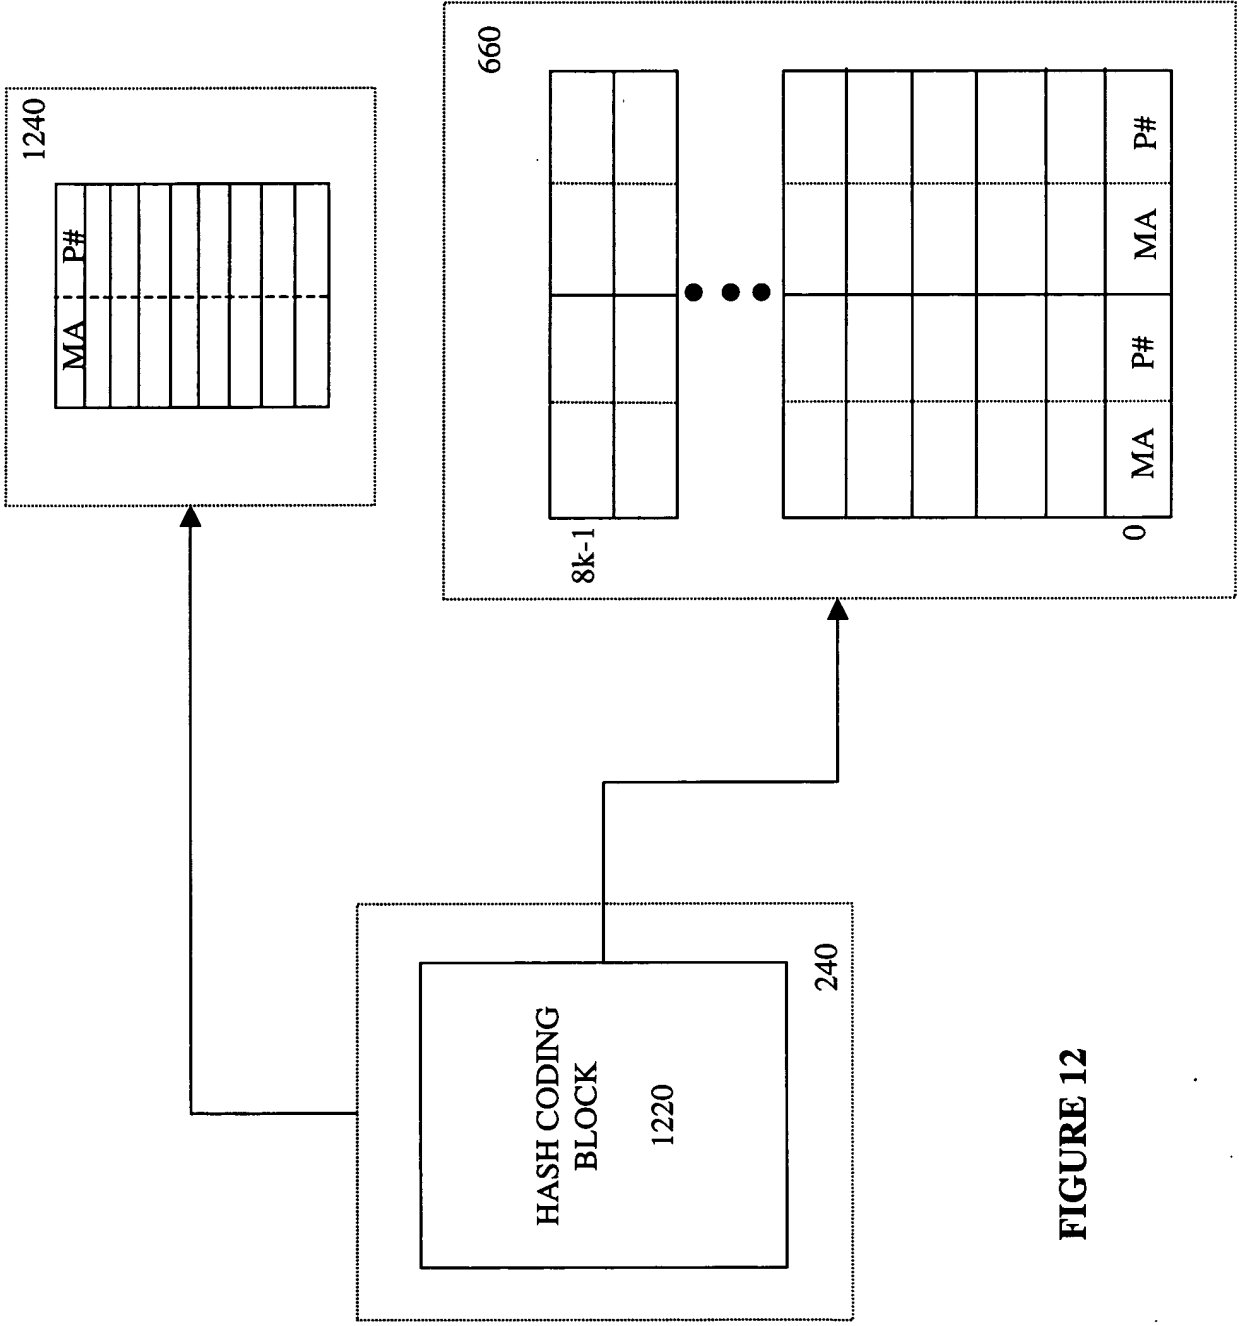 1240
MA P#
660
8k-1
0
MA P# MA P#
HASH CODING
BLOCK
1220
240
FIGURE 12